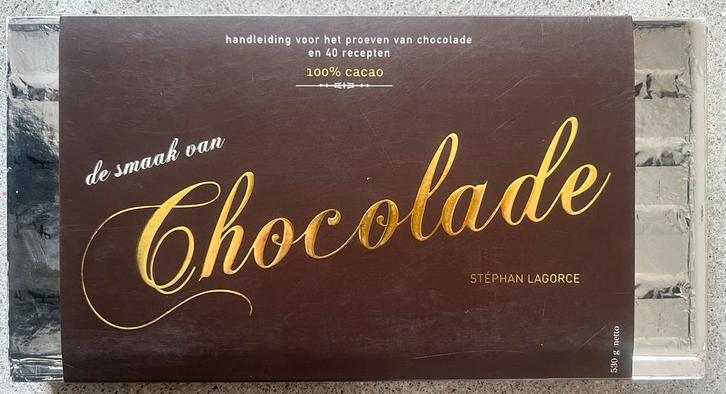 handleiding voor het proeven van chocolade
en 40 recepten
100% cacao
de smaak van
Chocolade
STÉPHAN LAGORCE
530 g netto